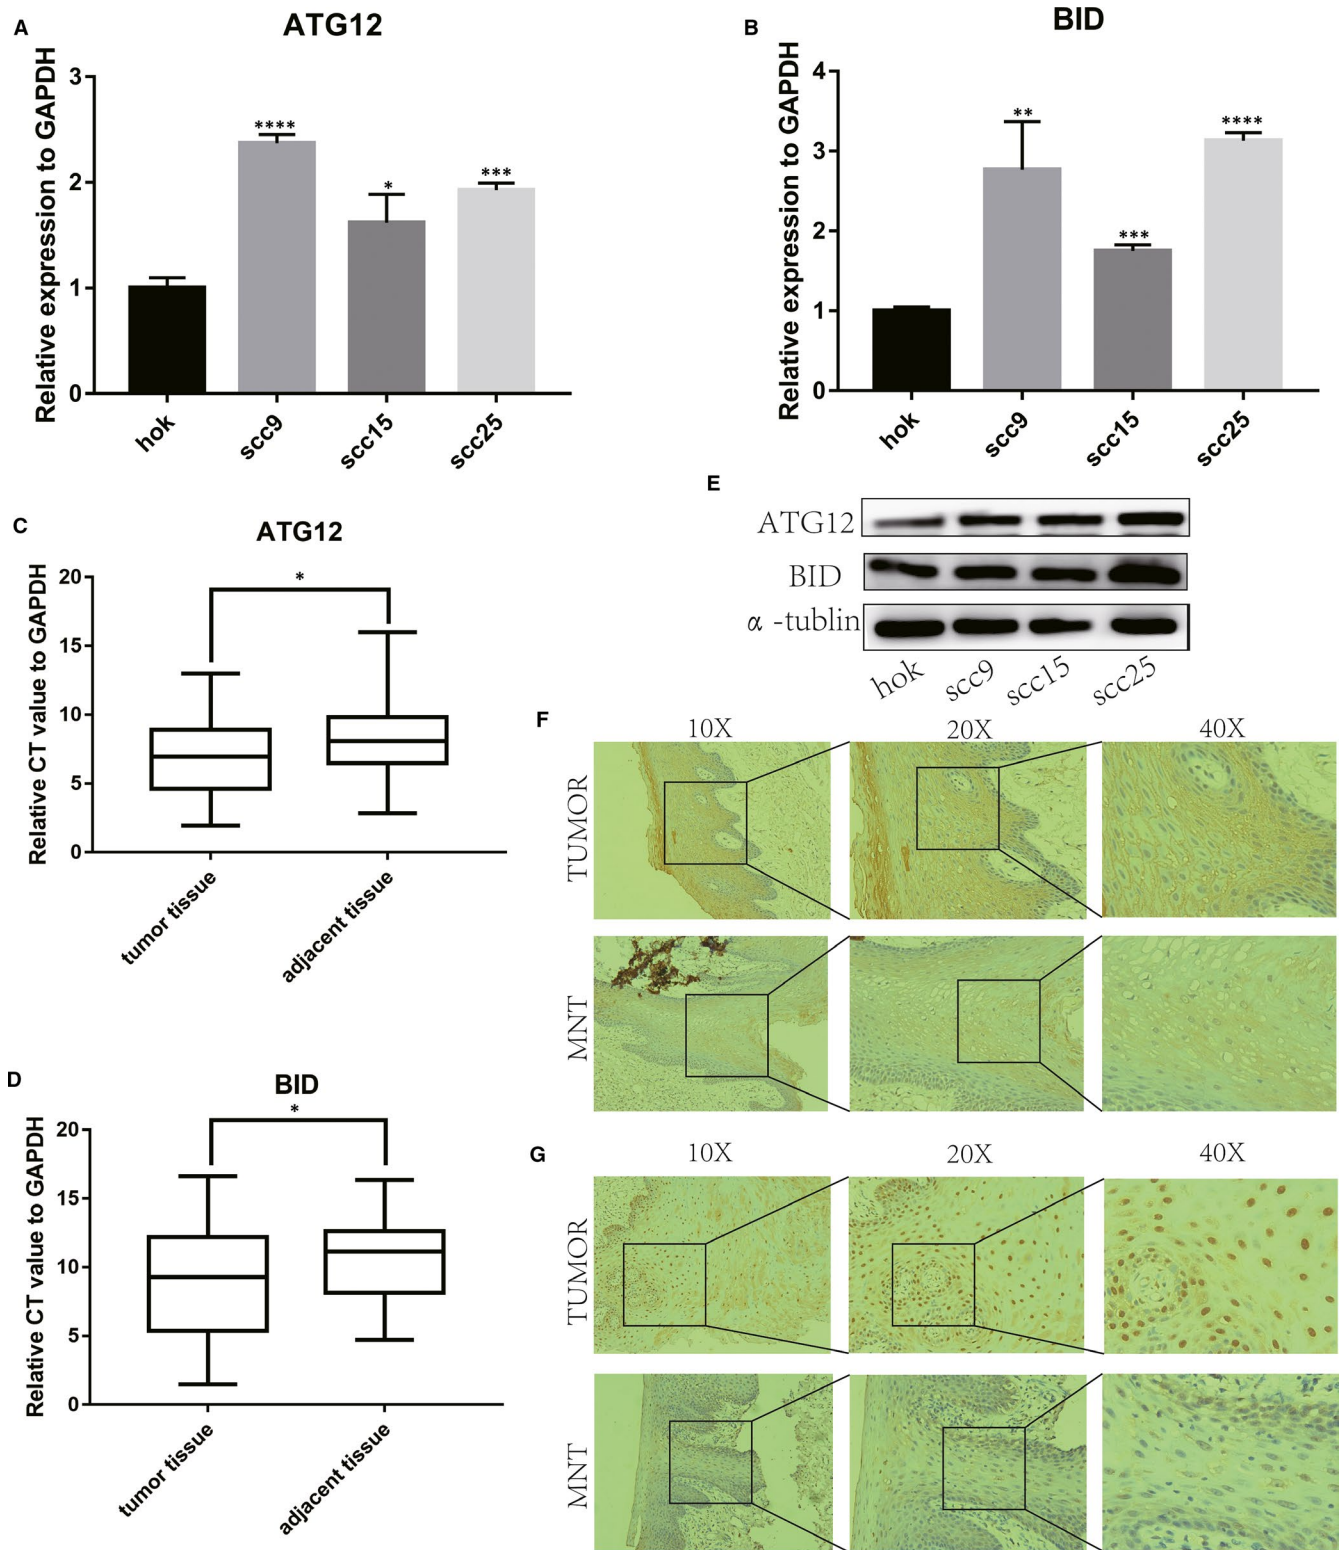 A
ATG12
Relative expression to GAPDH
3
2
1
0
****
*
***
hok
scc9
scc15
scc25
B
BID
Relative expression to GAPDH
4
3
2
1
0
**
***
****
hok
scc9
scc15
scc25
C
ATG12
Relative CT value to GAPDH
20
15
10
5
0
*
tumor tissue
adjacent tissue
D
BID
Relative CT value to GAPDH
20
15
10
5
0
*
tumor tissue
adjacent tissue
E
ATG12
BID
α -tublin
hok
scc9
scc15
scc25
F
10X
20X
40X
TUMOR
MNT
G
10X
20X
40X
TUMOR
MNT